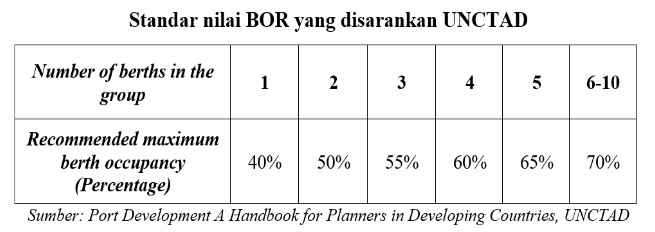 Standar nilai BOR yang disarankan UNCTAD
Number of berths in the
group
1 2 3 4 5 6-10
Recommended maximum
berth occupancy
(Percentage)
40% 50% 55% 60% 65% 70%
Sumber: Port Development A Handbook for Planners in Developing Countries, UNCTAD